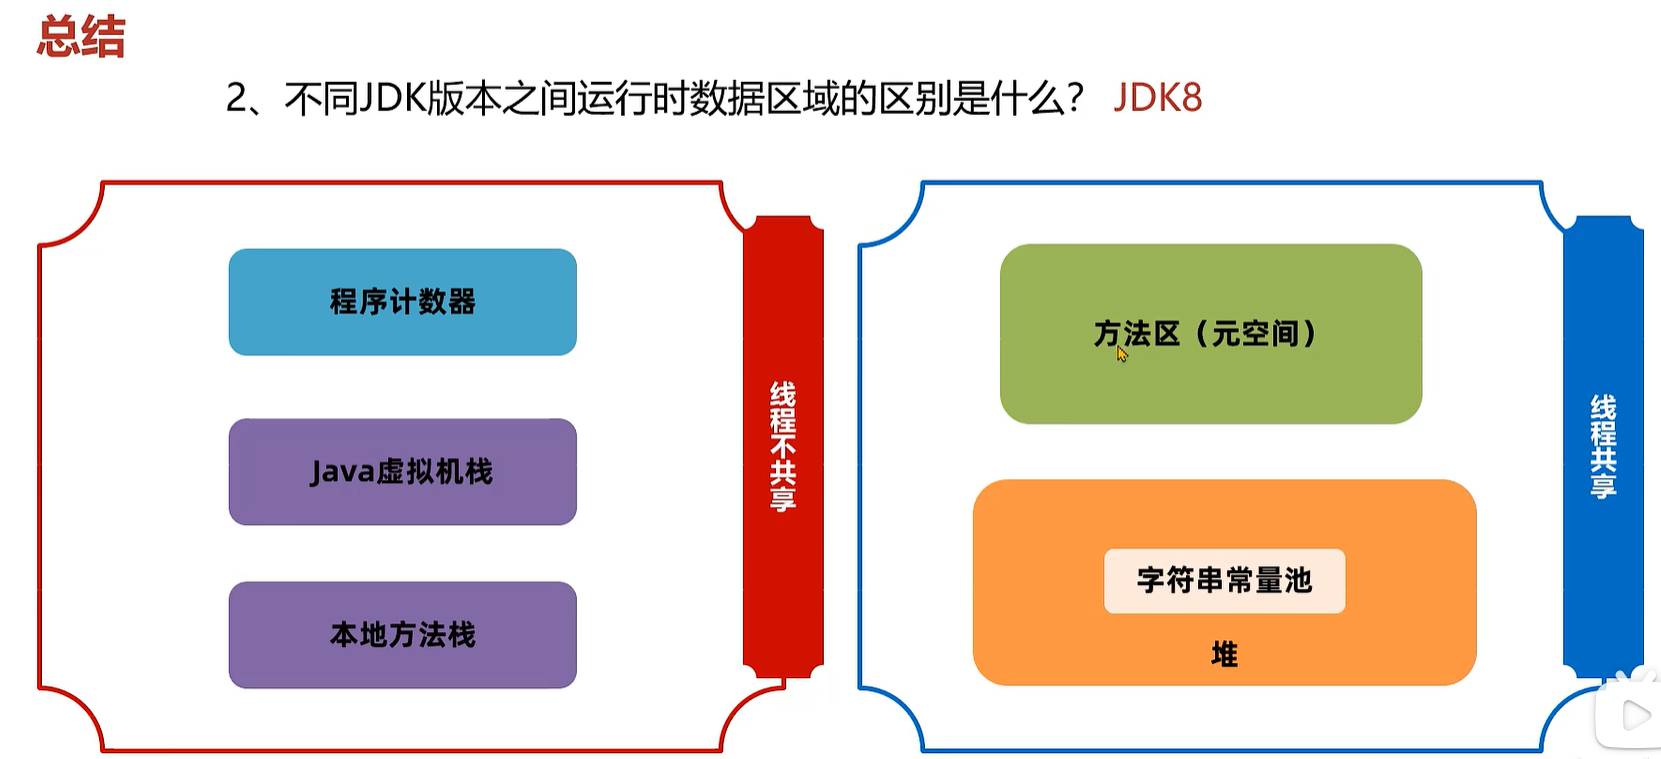 总结
2、不同JDK版本之间运行时数据区域的区别是什么? JDK8
程序计数器
Java虚拟机栈
本地方法栈
线程不共享
方法区（元空间）
字符串常量池
堆
线程共享